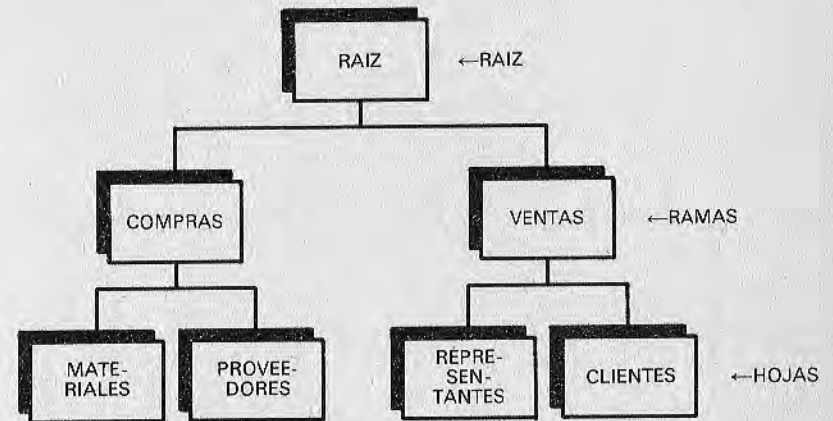 RAIZ ←RAIZ
COMPRAS
VENTAS ←RAMAS
MATE-
RIALES
PROVEE-
DORES
REPRE-
SEN-
TANTES
CLIENTES ←HOJAS